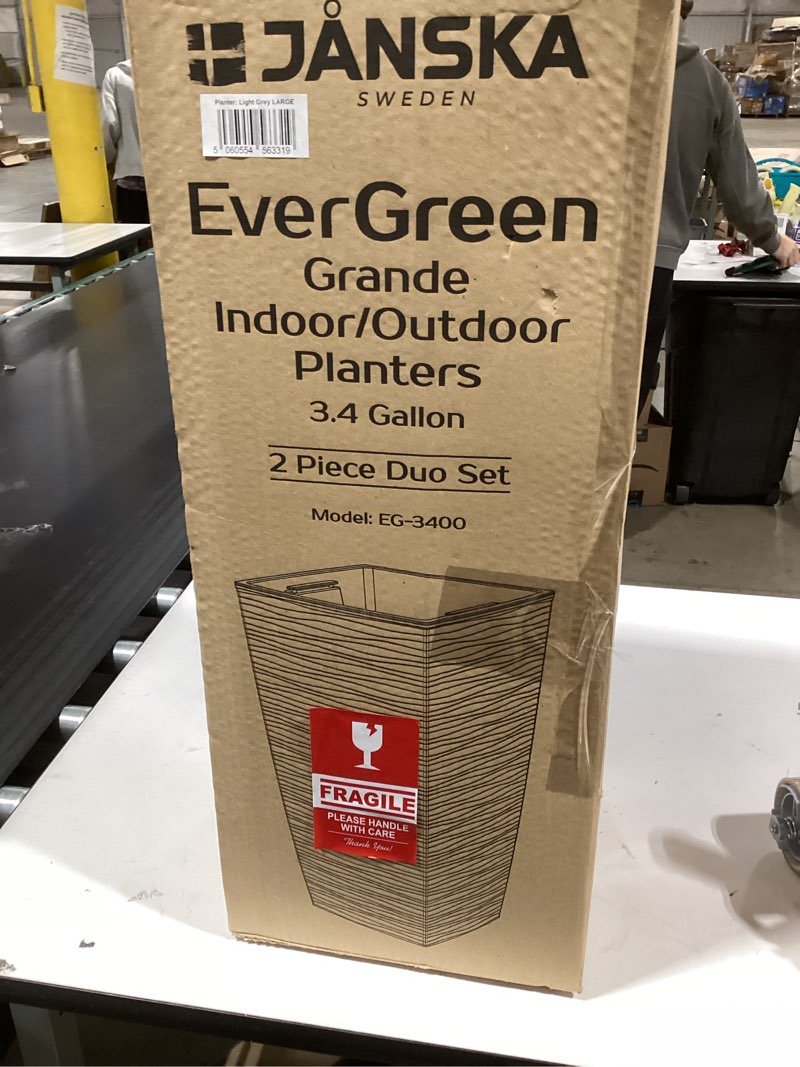 JÅNSKA
SWEDEN
Planter: Light Grey LARGE
5 060554 563319
EverGreen
Grande
Indoor/Outdoor
Planters
3.4 Gallon
2 Piece Duo Set
Model: EG-3400
FRAGILE
PLEASE HANDLE
WITH CARE
Thank You!